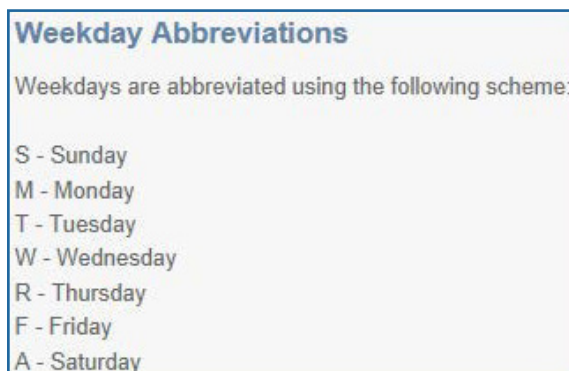 Weekday Abbreviations
Weekdays are abbreviated using the following scheme:
S - Sunday
M - Monday
T - Tuesday
W - Wednesday
R - Thursday
F - Friday
A - Saturday